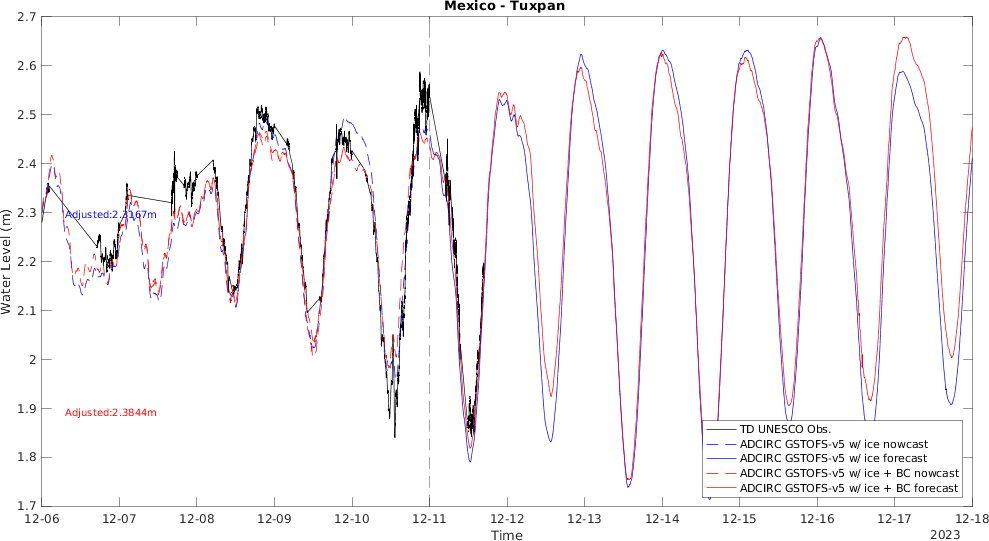 Mexico - Tuxpan
2.7
2.6
2.5
2.4
2.3
2.2
2.1
2
1.9
1.8
1.7
Water Level (m)
Adjusted:2.3167m
Adjusted:2.3844m
TD UNESCO Obs.
ADCIRC GSTOFS-v5 w/ ice nowcast
ADCIRC GSTOFS-v5 w/ ice forecast
ADCIRC GSTOFS-v5 w/ ice + BC nowcast
ADCIRC GSTOFS-v5 w/ ice + BC forecast
12-06 12-07 12-08 12-09 12-10 12-11 12-12 12-13 12-14 12-15 12-16 12-17 12-18
Time
2023